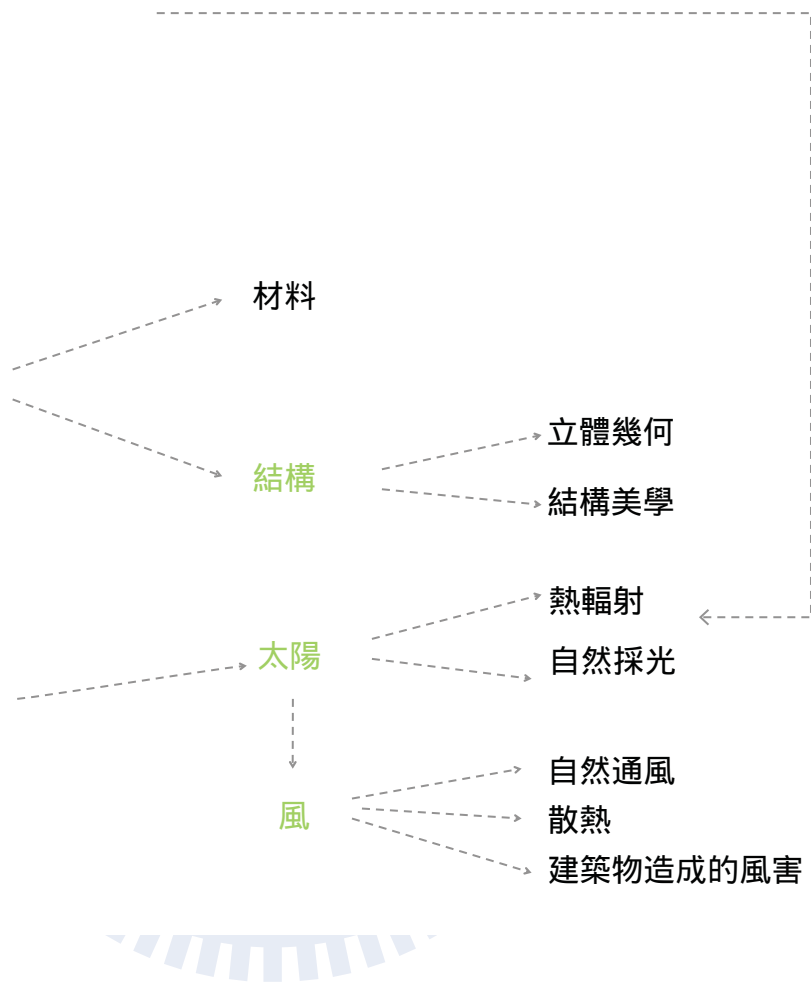 材料
立體幾何
結構
結構美學
熱輻射
太陽
自然採光
自然通風
風
散熱
建築物造成的風害